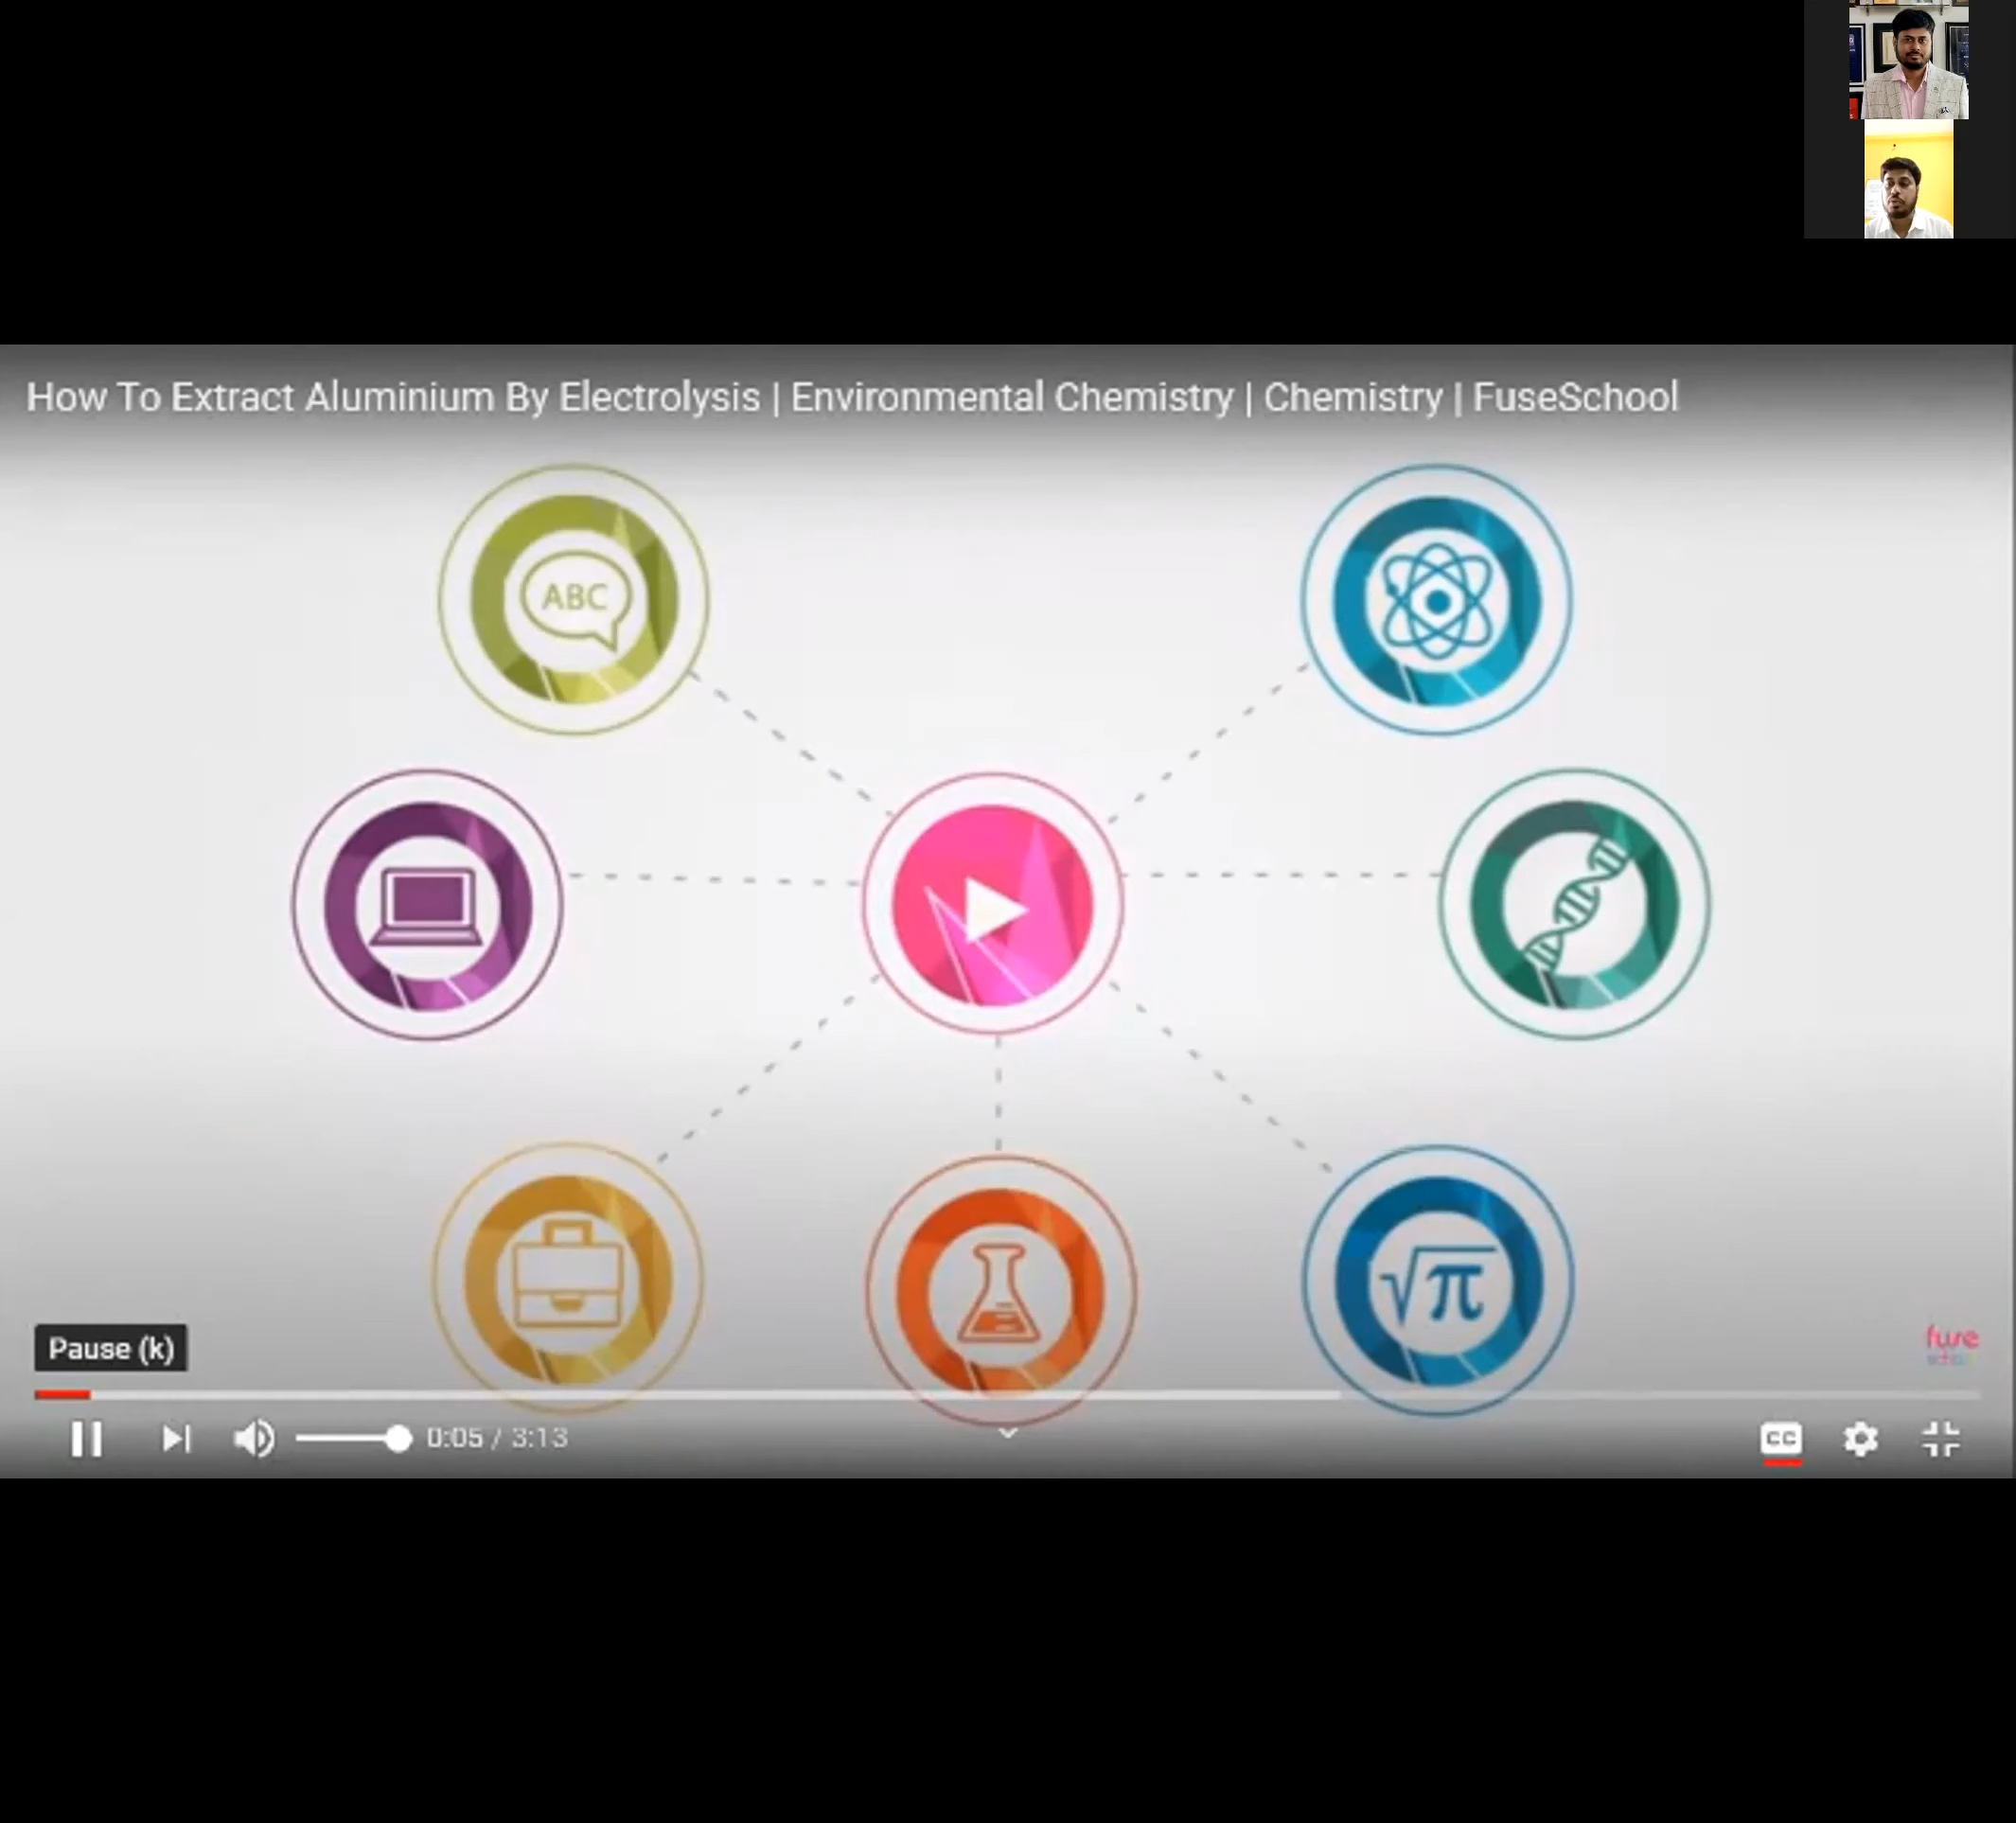 How To Extract Aluminium By Electrolysis | Environmental Chemistry | Chemistry | FuseSchool
ABC
√π
Pause (k)
fuse
0:05 / 3:13
CC